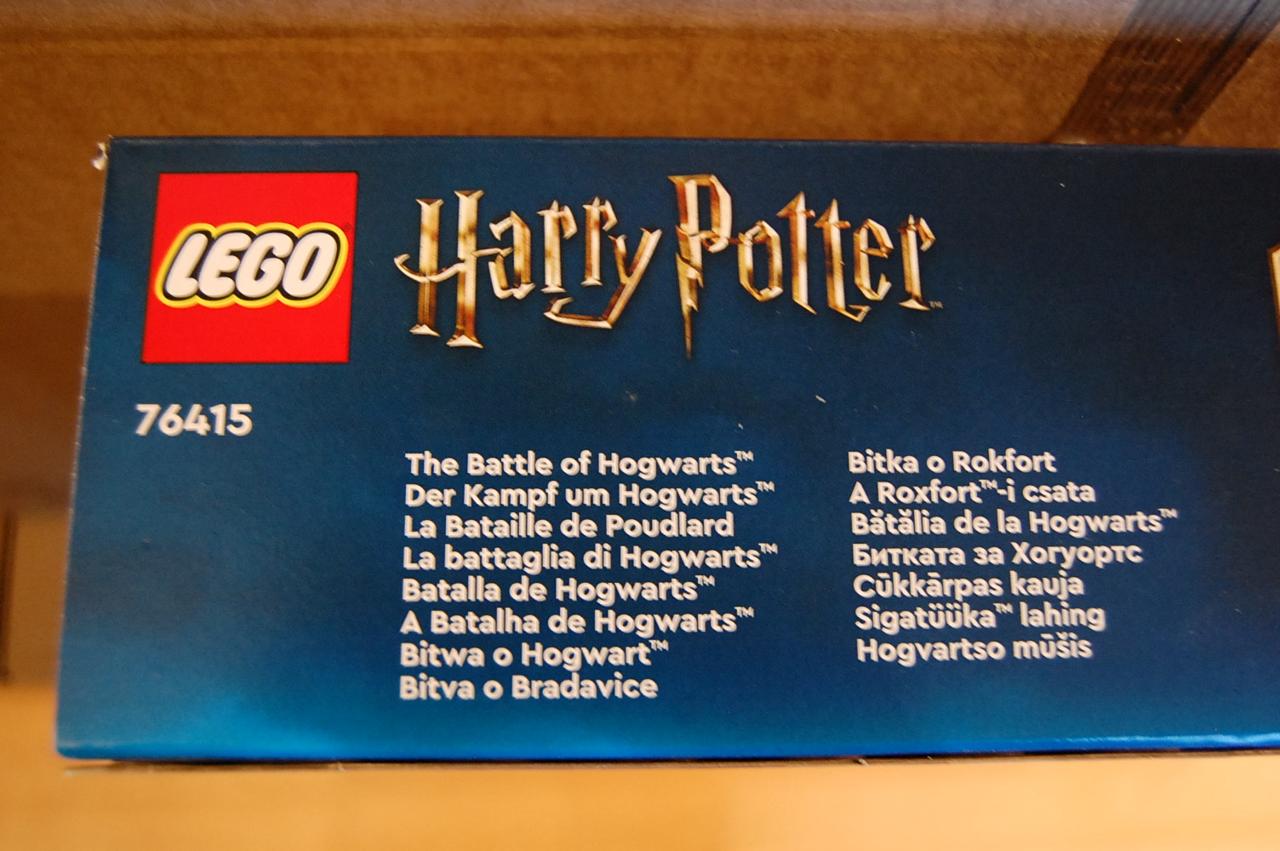 LEGO
Harry Potter™
76415
The Battle of Hogwarts™
Der Kampf um Hogwarts™
La Bataille de Poudlard
La battaglia di Hogwarts™
Batalla de Hogwarts™
A Batalha de Hogwarts™
Bitwa o Hogwart™
Bitva o Bradavice
Bitka o Rokfort
A Roxfort™-i csata
Bătălia de la Hogwarts™
Битката за Хогуортс
Cūkkārpas kauja
Sigatüüka™ lahing
Hogvartso mūšis